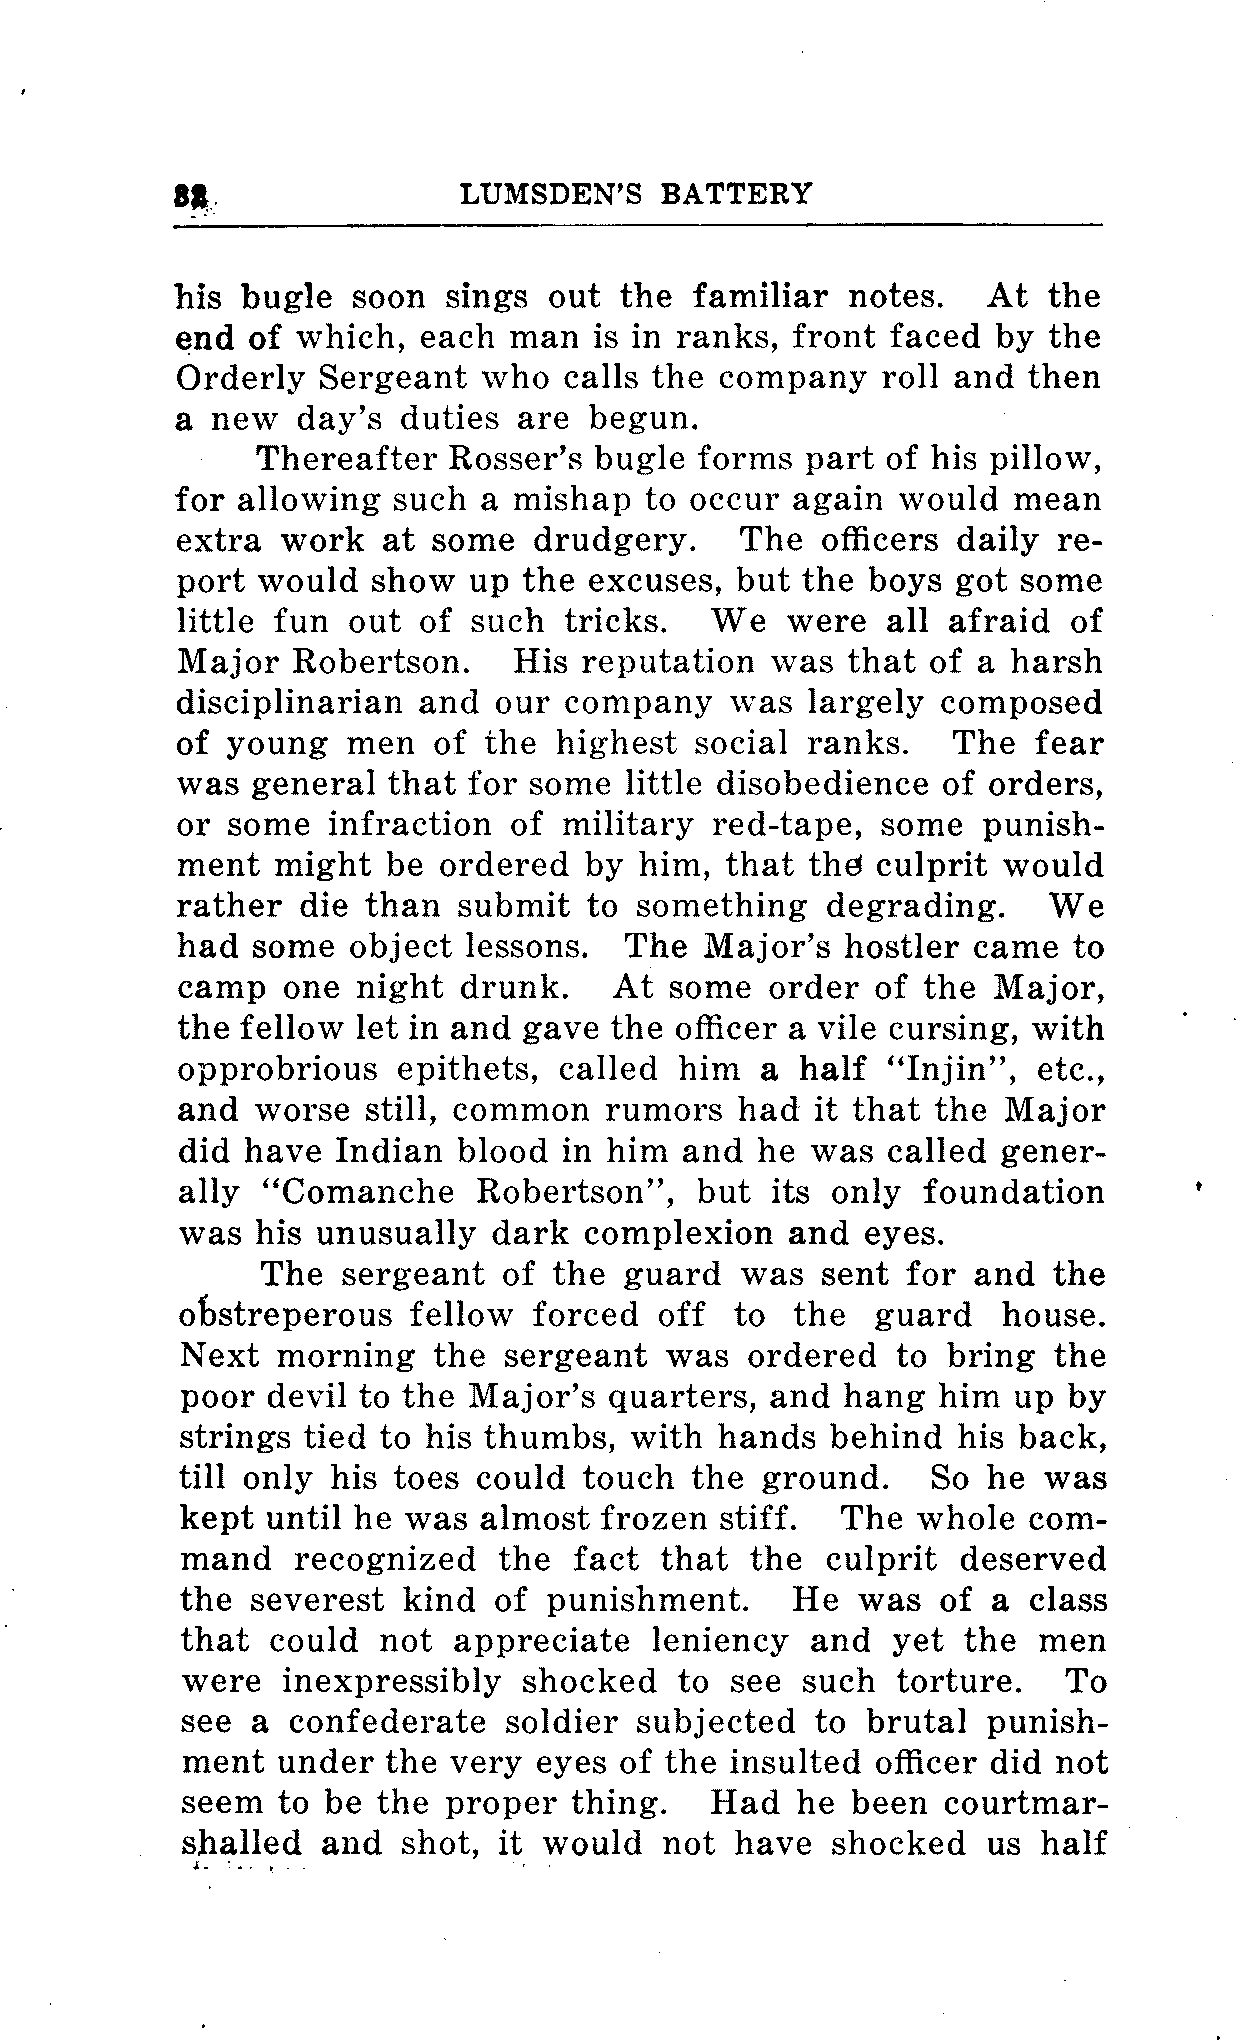 LUMSDEN'S BATTERY
his bugle soon sings out the familiar notes. At the
end of which, each man is in ranks, front faced by the
Orderly Sergeant who calls the company roll and then
a new day's duties are begun.
Thereafter Rosser's bugle forms part of his pillow,
for allowing such a mishap to occur again would mean
extra work at some drudgery. The officers daily re-
port would show up the excuses, but the boys got some
little fun out of such tricks. We were all afraid of
Major Robertson. His reputation was that of a harsh
disciplinarian and our company was largely composed
of young men of the highest social ranks. The fear
was general that for some little disobedience of orders,
or some infraction of military red-tape, some punish-
ment might be ordered by him, that the culprit would
rather die than submit to something degrading. We
had some object lessons. The Major's hostler came to
camp one night drunk. At some order of the Major,
the fellow let in and gave the officer a vile cursing, with
opprobrious epithets, called him a half "Injin", etc.,
and worse still, common rumors had it that the Major
did have Indian blood in him and he was called gener-
ally "Comanche Robertson", but its only foundation
was his unusually dark complexion and eyes.
The sergeant of the guard was sent for and the
obstreperous fellow forced off to the guard house.
Next morning the sergeant was ordered to bring the
poor devil to the Major's quarters, and hang him up by
strings tied to his thumbs, with hands behind his back,
till only his toes could touch the ground. So he was
kept until he was almost frozen stiff. The whole com-
mand recognized the fact that the culprit deserved
the severest kind of punishment. He was of a class
that could not appreciate leniency and yet the men
were inexpressibly shocked to see such torture. To
see a confederate soldier subjected to brutal punish-
ment under the very eyes of the insulted officer did not
seem to be the proper thing. Had he been courtmar-
shalled and shot, it would not have shocked us half